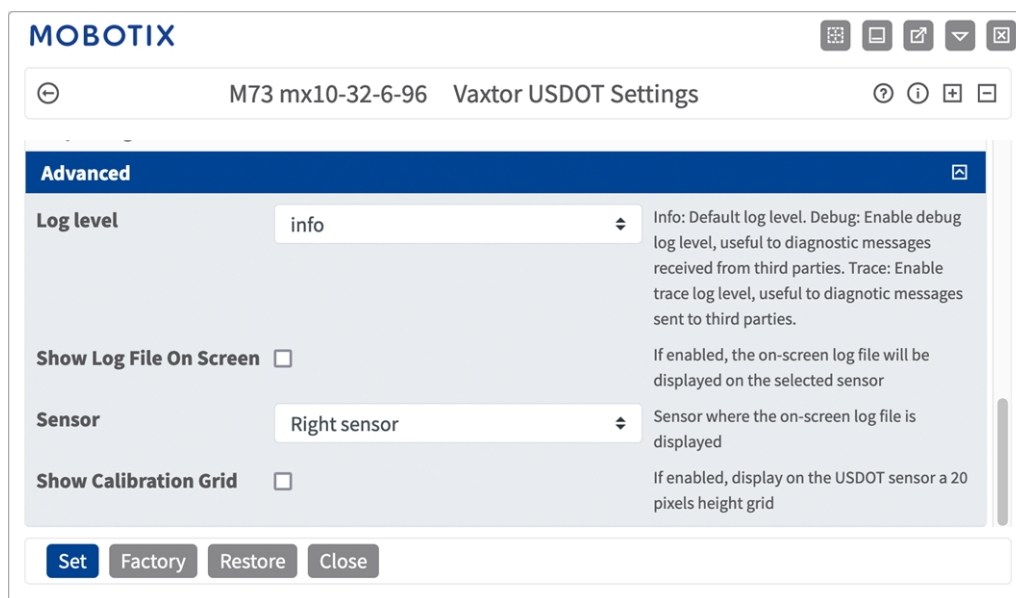 MOBOTIX
M73 mx10-32-6-96 Vaxtor USDOT Settings
Advanced
Log level
info
Info: Default log level. Debug: Enable debug
log level, useful to diagnostic messages
received from third parties. Trace: Enable
trace log level, useful to diagnotic messages
sent to third parties.
Show Log File On Screen
If enabled, the on-screen log file will be
displayed on the selected sensor
Sensor
Right sensor
Sensor where the on-screen log file is
displayed
Show Calibration Grid
If enabled, display on the USDOT sensor a 20
pixels height grid
Set Factory Restore Close